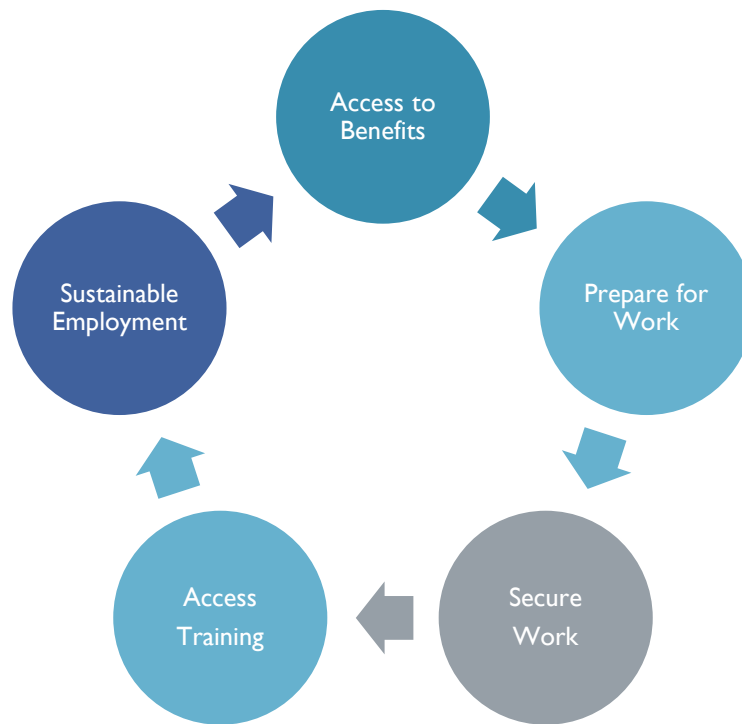 Access to
Benefits
Prepare for
Work
Secure
Work
Access
Training
Sustainable
Employment